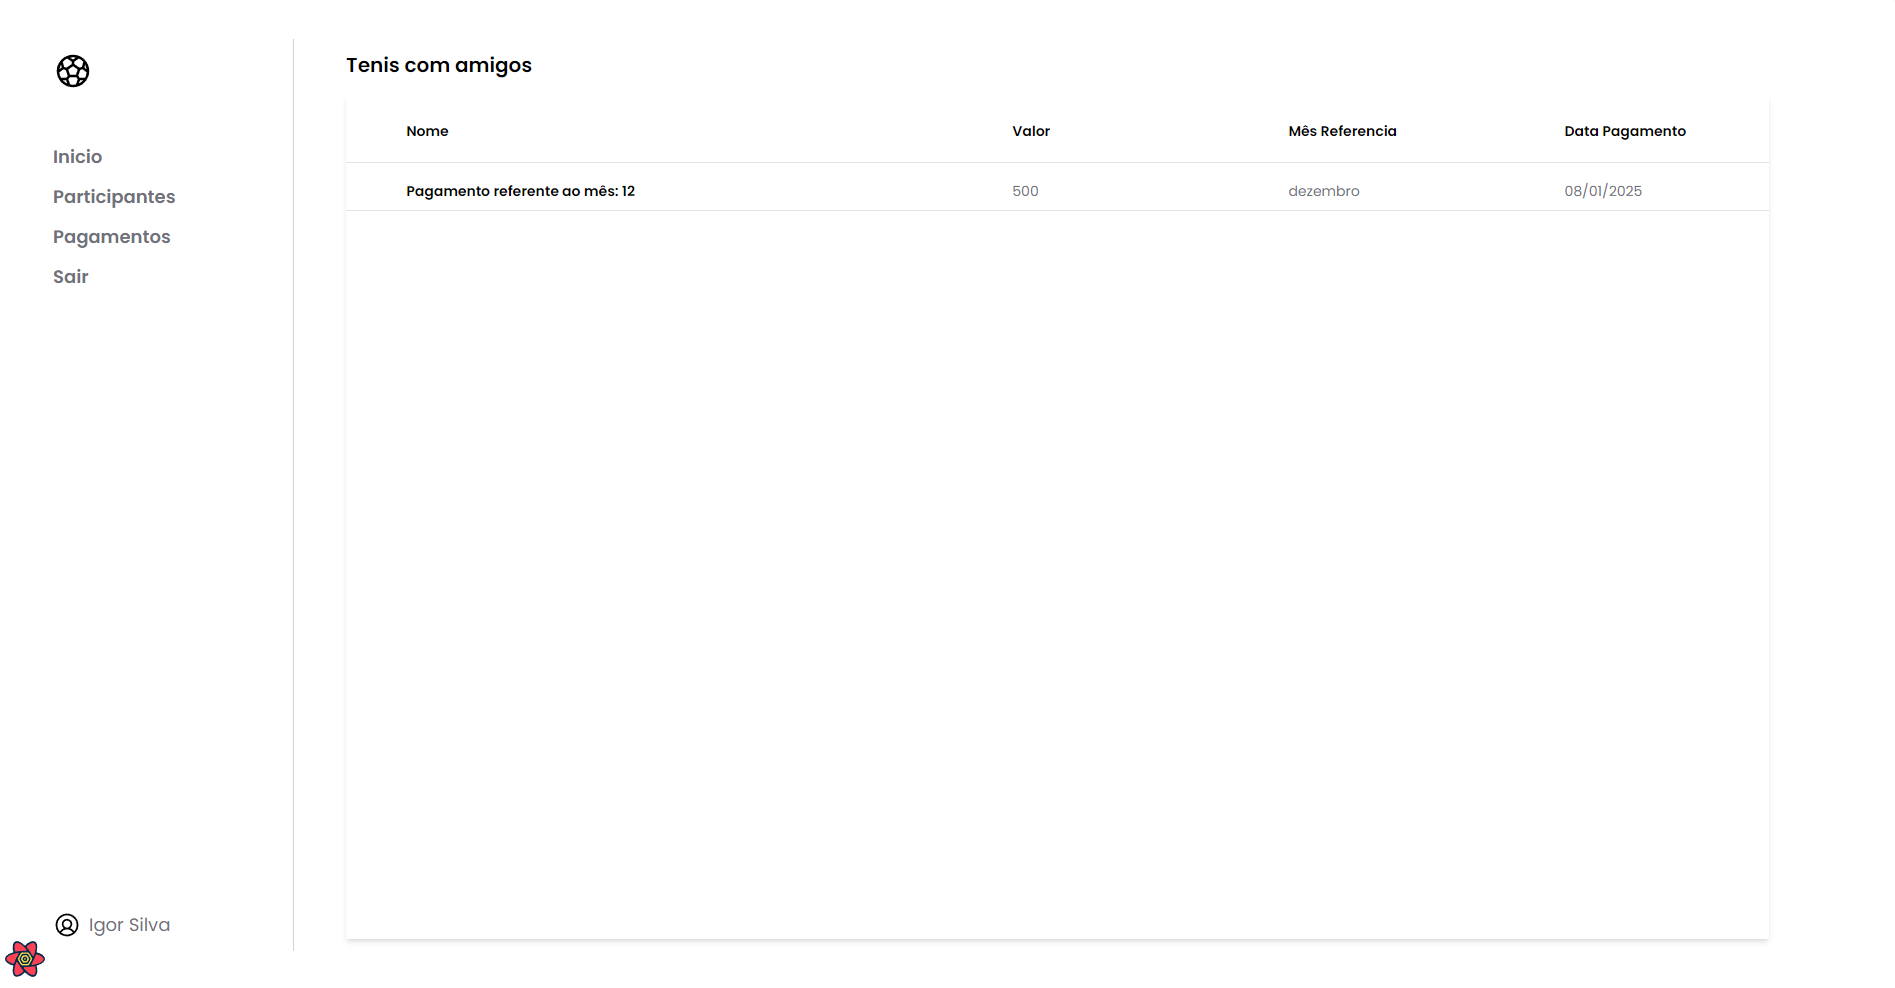 Inicio
Participantes
Pagamentos
Sair
Igor Silva
Tenis com amigos
Nome Valor Mês Referencia Data Pagamento
Pagamento referente ao mês: 12 500 dezembro 08/01/2025